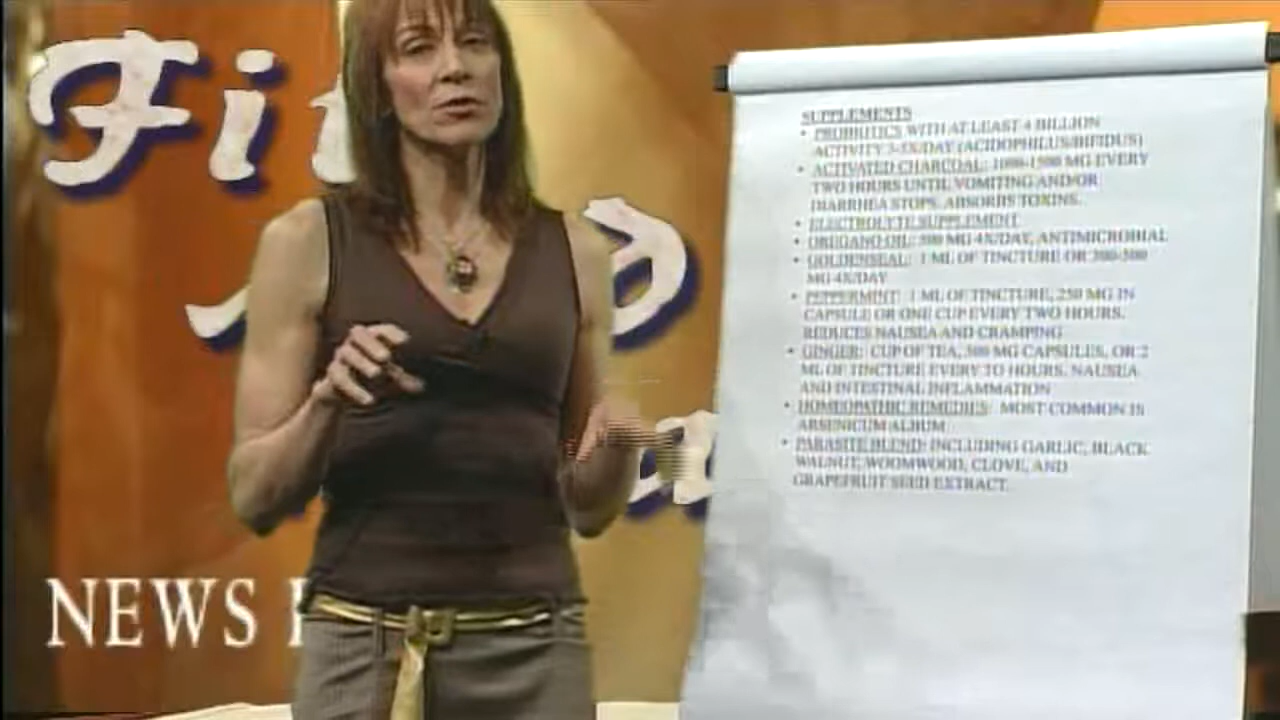 Fit
NEWS
SUPPLEMENTS
• PROBIOTICS WITH AT LEAST 4 BILLION
ACTIVITY 3-5X/DAY (ACIDOPHILUS/BIFIDUS)
• ACTIVATED CHARCOAL: 1000-1500 MG EVERY
TWO HOURS UNTIL VOMITING AND/OR
DIARRHEA STOPS. ABSORBS TOXINS.
• ELECTROLYTE SUPPLEMENT
• OREGANO OIL: 500 MG 4X/DAY, ANTIMICROBIAL
• GOLDENSEAL: 1 ML OF TINCTURE OR 300-500
MG 4X/DAY
• PEPPERMINT: 1 ML OF TINCTURE, 250 MG IN
CAPSULE OR ONE CUP EVERY TWO HOURS.
REDUCES NAUSEA AND CRAMPING
• GINGER: CUP OF TEA, 500 MG CAPSULES, OR 2
ML OF TINCTURE EVERY TO HOURS. NAUSEA
AND INTESTINAL INFLAMMATION
• HOMEOPATHIC REMEDIES: MOST COMMON IS
ARSENICUM ALBUM
• PARASITE BLEND: INCLUDING GARLIC, BLACK
WALNUT, WOOMWOOD, CLOVE, AND
GRAPEFRUIT SEED EXTRACT.